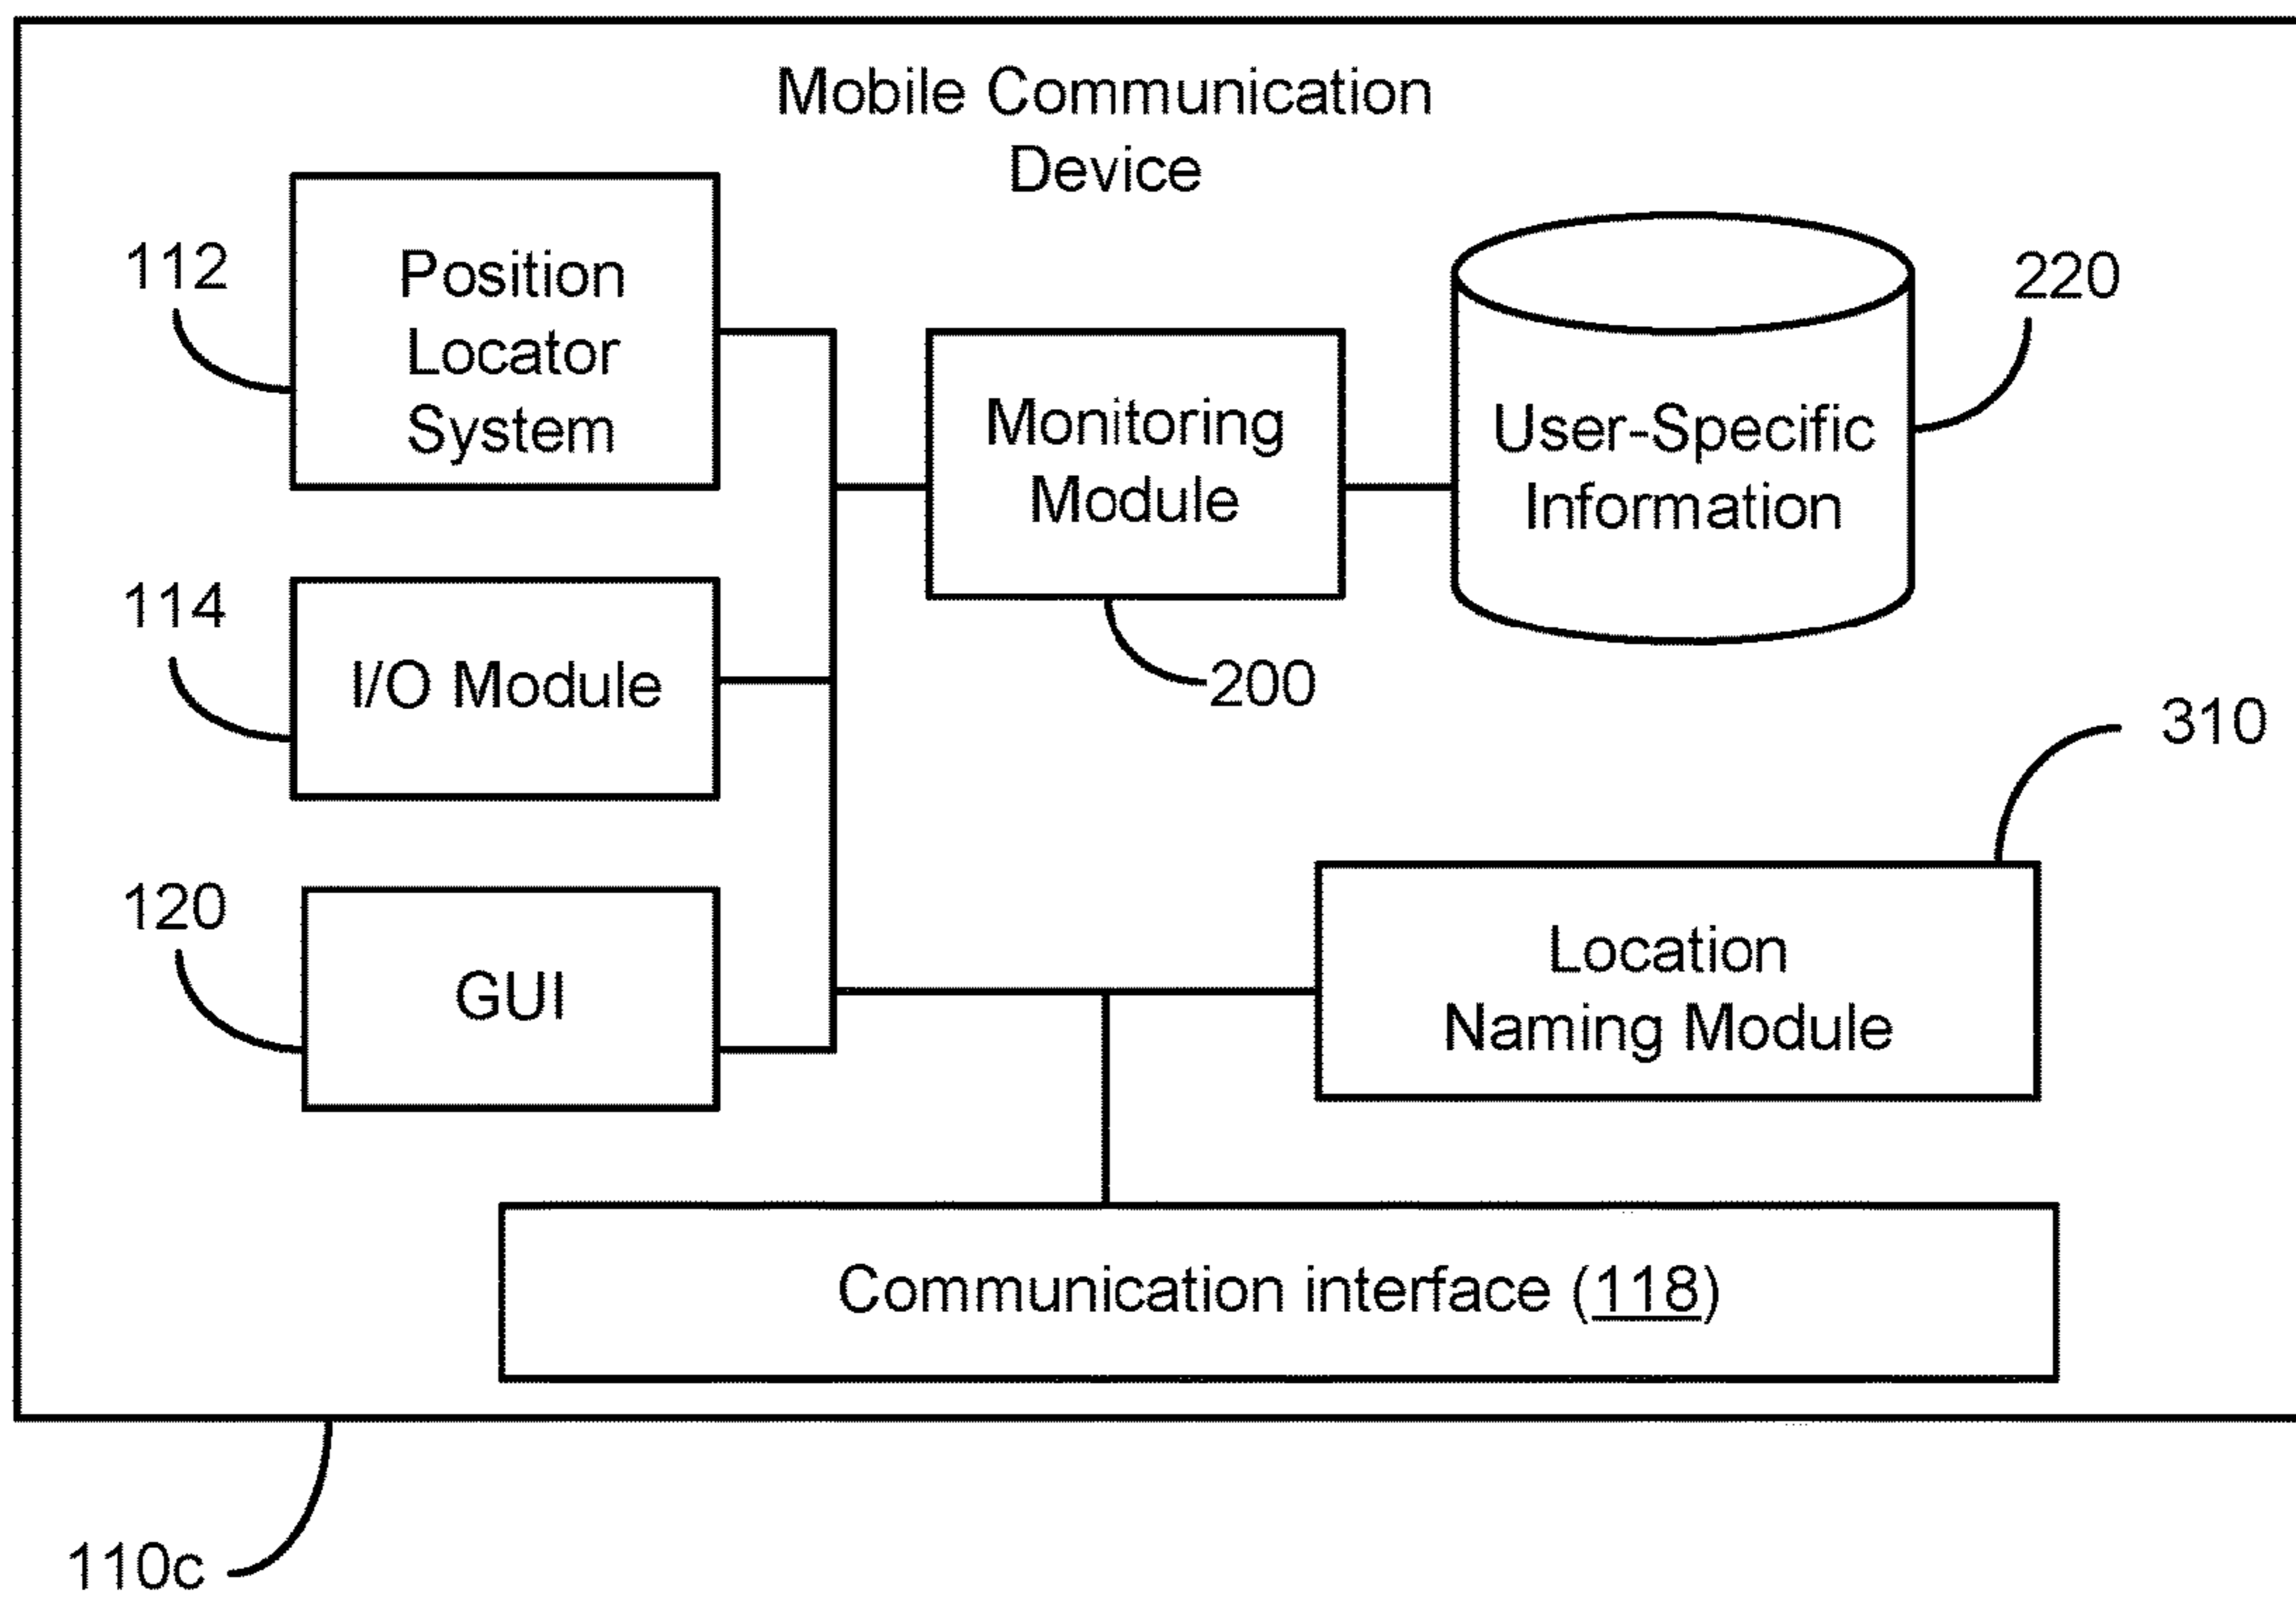 Mobile Communication
Device
112
Position
Locator
System
220
Monitoring
Module
User-Specific
Information
114
I/O Module
200
310
120
GUI
Location
Naming Module
Communication interface (118)
110c